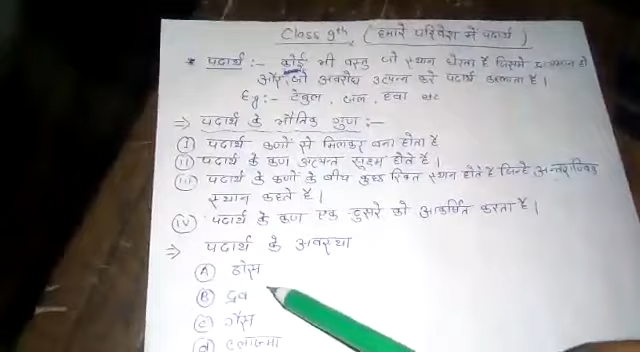 Class 9th ( हमारे परिवेश में पदार्थ )
* पदार्थ :- कोई भी वस्तु जो स्थान घेरता है जिसमें द्रव्यमान हो
और जो अवरोध उत्पन्न करे पदार्थ कहलाता है।
Eg:- टेबुल, जल, हवा etc
⇒ पदार्थ के भौतिक गुण :-
(I) पदार्थ कणों से मिलकर बना होता है
(II) पदार्थ के कण अत्यन्त सूक्ष्म होते है।
(III) पदार्थ के कणों के बीच कुछ रिक्त स्थान होते है जिन्हे
स्थान कहते है।
(IV) पदार्थ के कण एक दुसरे को आकर्षित करता है।
⇒ पदार्थ के अवस्था
(A) ठोस
(B) द्रव
(C) गैस
(d) प्लाज्मा